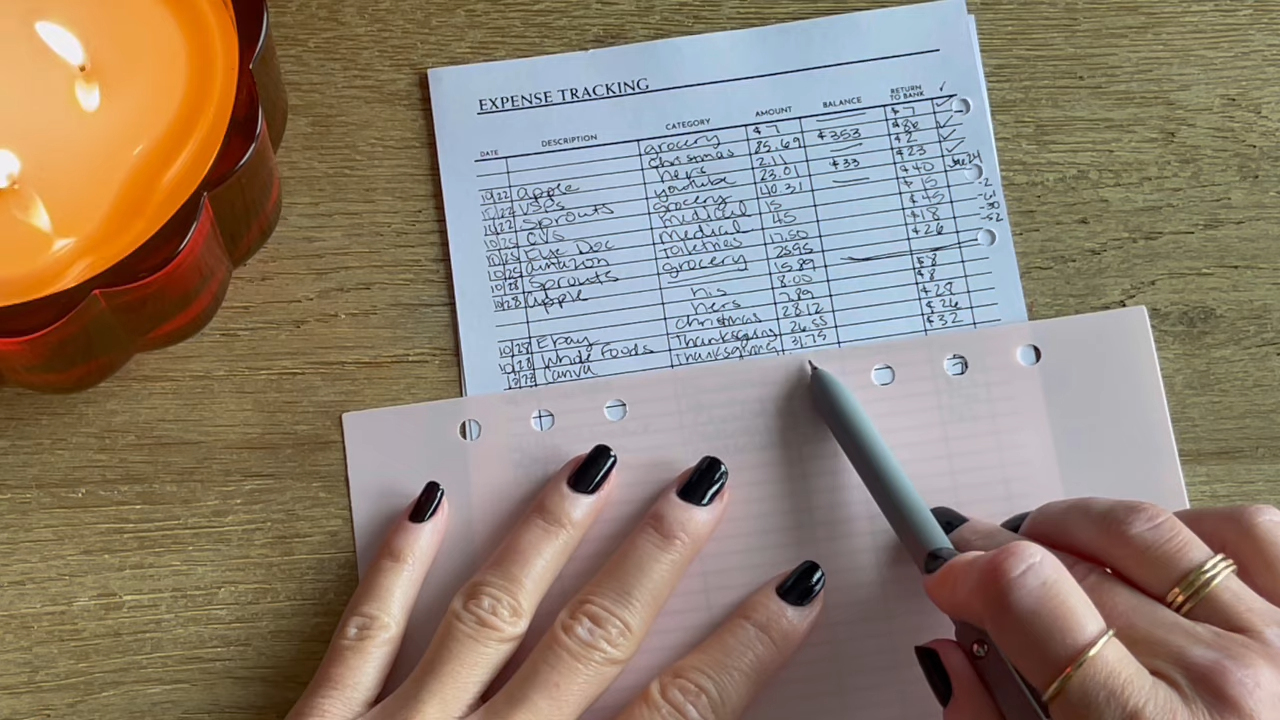 EXPENSE TRACKING
DATE DESCRIPTION CATEGORY AMOUNT BALANCE RETURN TO BANK ✓
grocery $7 $7 ✓
christmas 85.69 $353 $86 ✓
10/22 apple hers 2.11 $2 ✓
10/22 youtube 23.01 $33 $23 ✓
10/22 Sprouts grocery 40.31 $40
10/25 CVS medical 15 $15 -2
10/25 Eye Doc medical 45 $45
10/25 amazon toiletries 17.50 $18 -30
10/28 Sprouts grocery 25.95 $26 -52
10/28 apple 15.89
his 8.00 $8
hers 7.89 $8
10/28 Ebay christmas 28.12 $28
10/28 Whole Foods Thanksgiving 26.55 $26
Canva Thanksgiving 31.75 $32